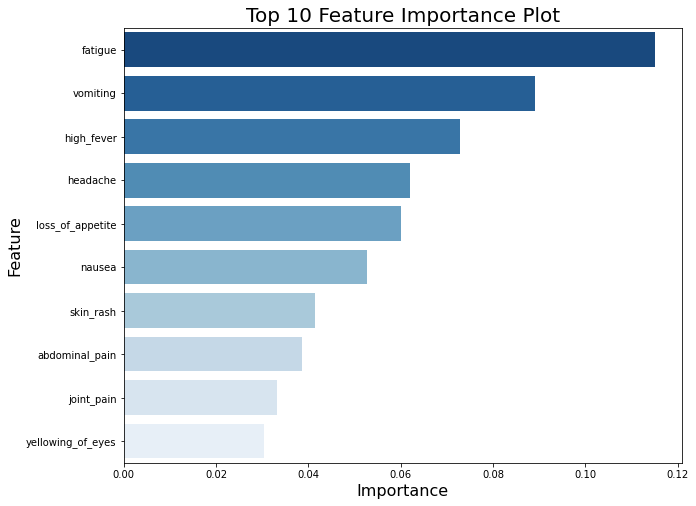 Top 10 Feature Importance Plot
fatigue
vomiting
high_fever
headache
loss_of_appetite
nausea
skin_rash
abdominal_pain
joint_pain
yellowing_of_eyes
Feature
0.00 0.02 0.04 0.06 0.08 0.10 0.12
Importance